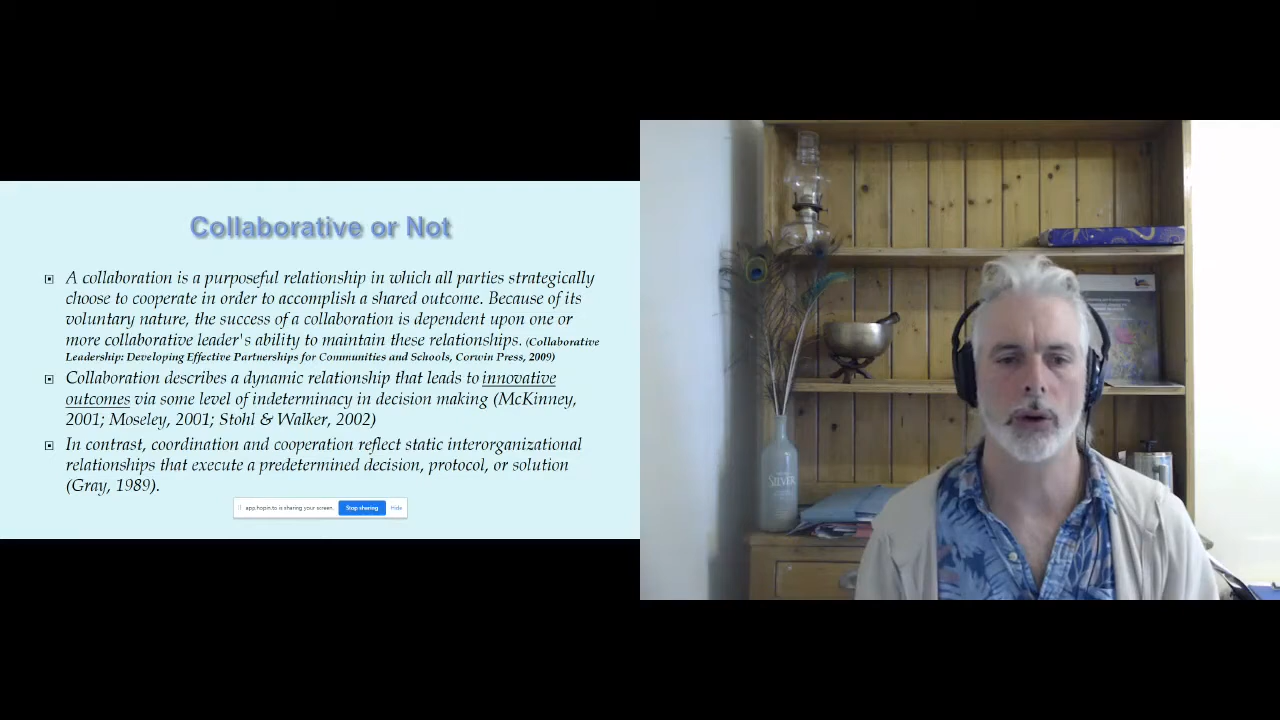 Collaborative or Not
A collaboration is a purposeful relationship in which all parties strategically
choose to cooperate in order to accomplish a shared outcome. Because of its
voluntary nature, the success of a collaboration is dependent upon one or
more collaborative leader's ability to maintain these relationships. (Collaborative
Leadership: Developing Effective Partnerships for Communities and Schools, Corwin Press, 2009)
Collaboration describes a dynamic relationship that leads to innovative
outcomes via some level of indeterminacy in decision making (McKinney,
2001; Moseley, 2001; Stohl & Walker, 2002)
In contrast, coordination and cooperation reflect static interorganizational
relationships that execute a predetermined decision, protocol, or solution
(Gray, 1989).
app.hopin.to is sharing your screen. Stop sharing Hide
SILVER